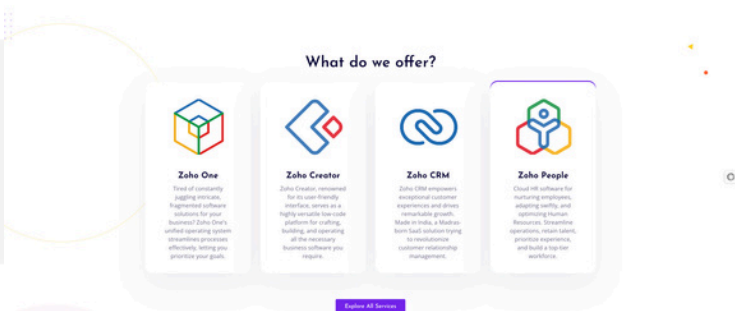 What do we offer?
Zoho One
Tired of constantly
juggling intricate,
fragmented software
solutions for your
business? Zoho One's
unified operating system
streamlines processes
effectively, letting you
prioritize your goals.
Zoho Creator
Zoho Creator, renowned
for its user-friendly
interface, serves as a
highly versatile low-code
platform for crafting,
building, and operating
all the necessary
business software you
require.
Zoho CRM
Zoho CRM empowers
exceptional customer
experiences and drives
remarkable growth.
Made in India, a Madras-
born SaaS solution trying
to revolutionize
customer relationship
management.
Zoho People
Cloud HR software for
nurturing employees,
adapting swiftly, and
optimizing Human
Resources. Streamline
operations, retain talent,
prioritize experience,
and build a top-tier
workforce.
Explore All Services